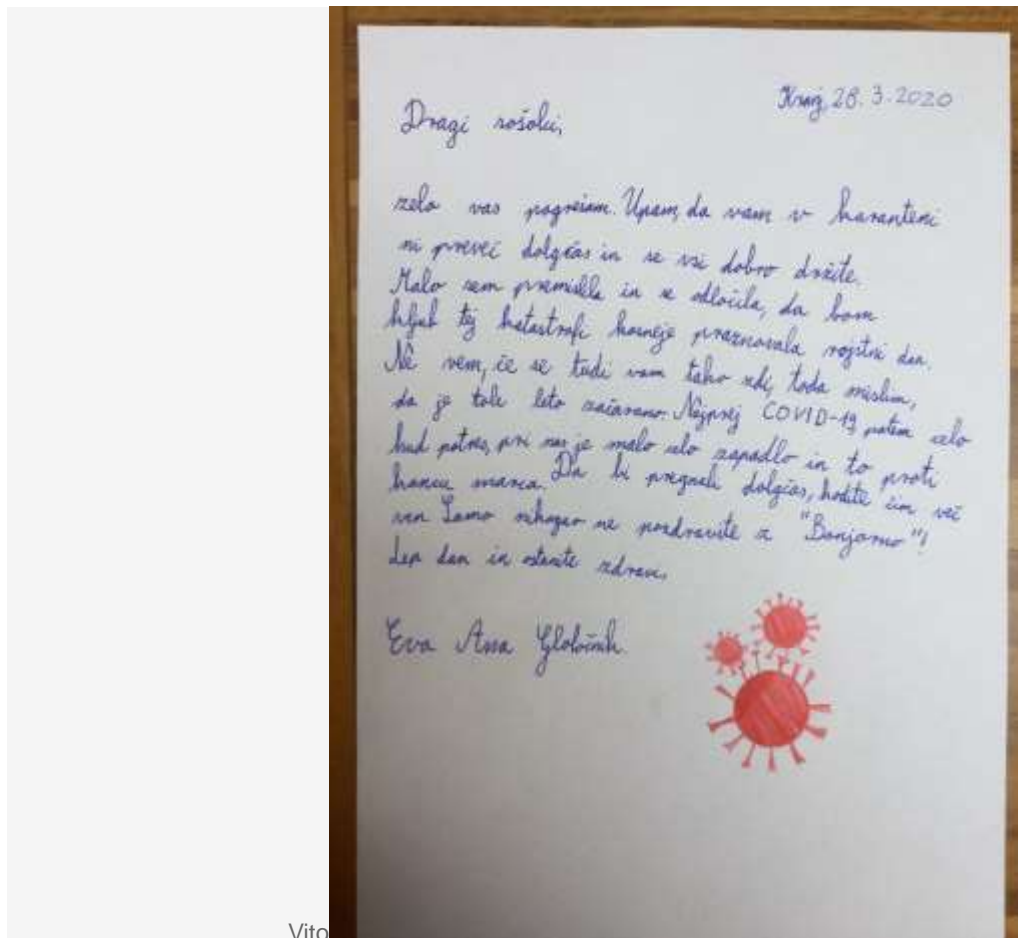 Kranj, 28. 3. 2020
Dragi sošolci,
zelo vas pogrešam. Upam, da vam v karanteni
ni preveč dolgčas in se vsi dobro držite.
Malo sem premislila in se odločila, da bom
kljub tej katastrofi kasneje praznovala rojstni dan.
Ne vem, če se tudi vam tako zdi, toda mislim,
da je tole leto začarano. Najprej COVID-19, potem celo
hud potres, pri nas je malo celo zapadlo in to proti
koncu marca. Da bi pregnali dolgčas, hodite čim več
ven. Samo nikogar ne pozdravite z "Bonjorno"!
Lep dan in ostanite zdravi,
Eva Ana Globočnik
Vito